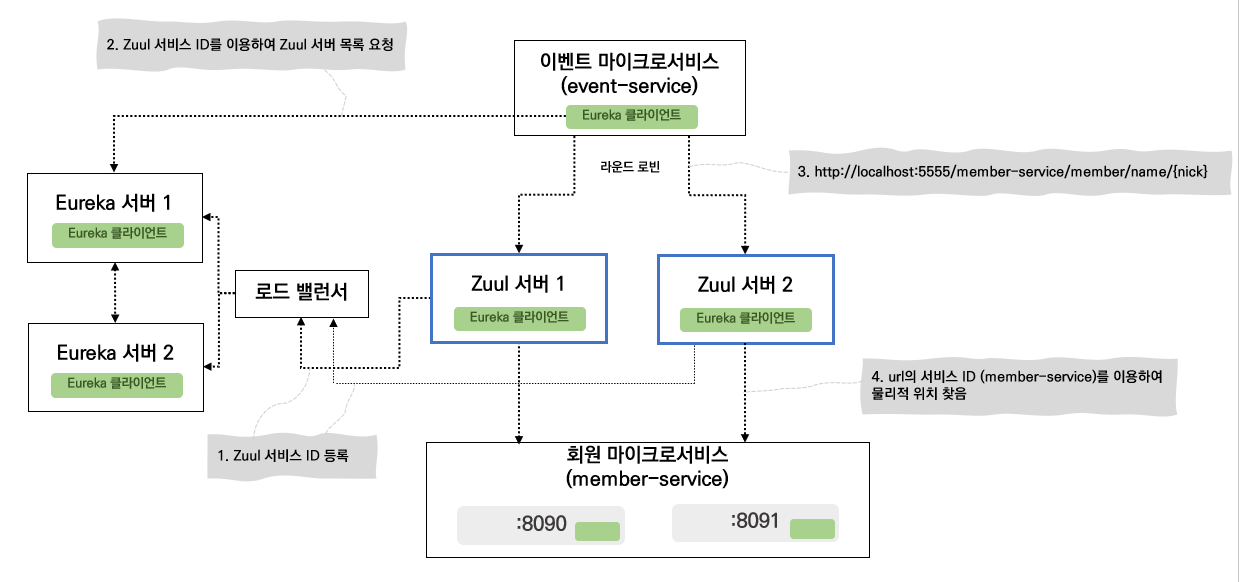 2. Zuul 서비스 ID를 이용하여 Zuul 서버 목록 요청
이벤트 마이크로서비스
(event-service)
Eureka 클라이언트
라운드 로빈
3. http://localhost:5555/member-service/member/name/{nick}
Eureka 서버 1
Eureka 클라이언트
로드 밸런서
Zuul 서버 1
Eureka 클라이언트
Zuul 서버 2
Eureka 클라이언트
Eureka 서버 2
Eureka 클라이언트
4. url의 서비스 ID (member-service)를 이용하여
물리적 위치 찾음
1. Zuul 서비스 ID 등록
회원 마이크로서비스
(member-service)
:8090
:8091